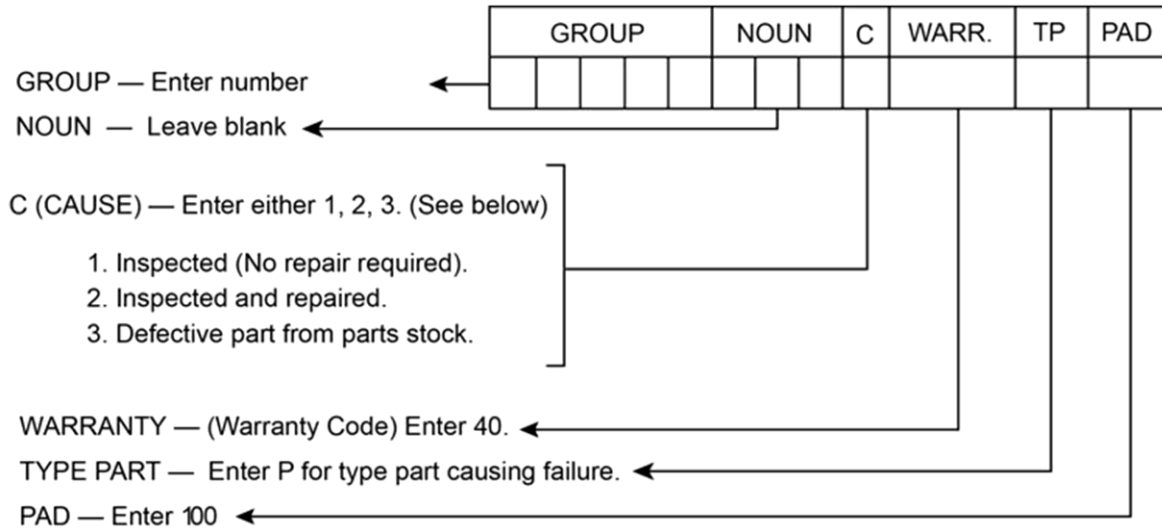 GROUP NOUN C WARR. TP PAD
GROUP — Enter number
NOUN — Leave blank
C (CAUSE) — Enter either 1, 2, 3. (See below)
1. Inspected (No repair required).
2. Inspected and repaired.
3. Defective part from parts stock.
WARRANTY — (Warranty Code) Enter 40.
TYPE PART — Enter P for type part causing failure.
PAD — Enter 100